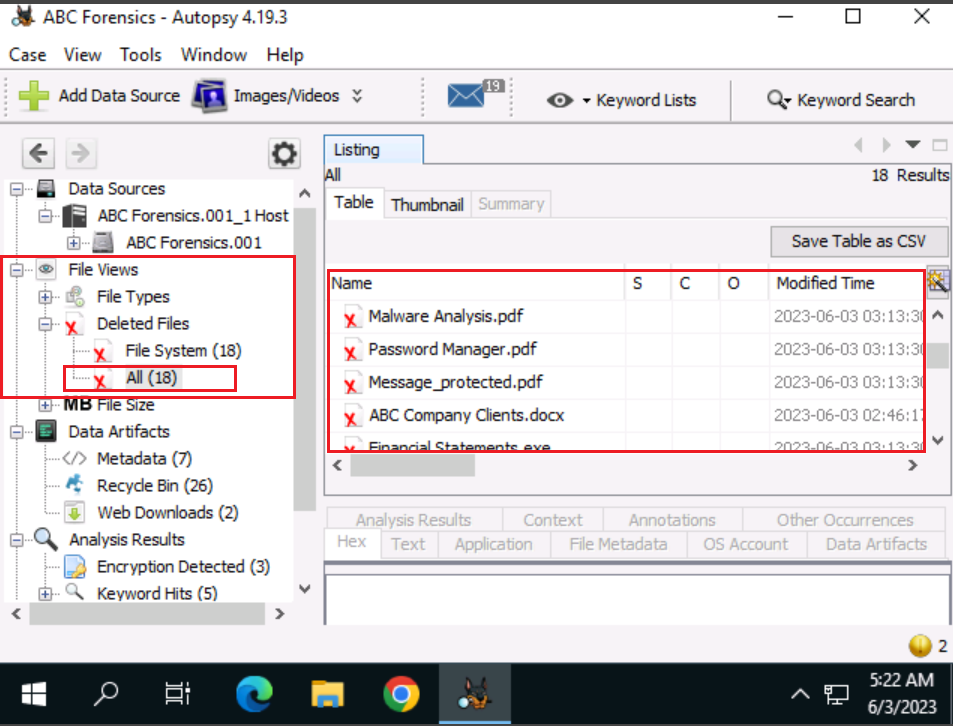 ABC Forensics - Autopsy 4.19.3
Case View Tools Window Help
Add Data Source Images/Videos 19 Keyword Lists Keyword Search
Listing
All 18 Results
Table Thumbnail Summary
Save Table as CSV
Name S C O Modified Time
Malware Analysis.pdf 2023-06-03 03:13:30
Password Manager.pdf 2023-06-03 03:13:30
Message_protected.pdf 2023-06-03 03:13:30
ABC Company Clients.docx 2023-06-03 02:46:17
Financial Statements.exe 2023-06-03 03:13:30
Data Sources
ABC Forensics.001_1 Host
ABC Forensics.001
File Views
File Types
Deleted Files
File System (18)
All (18)
MB File Size
Data Artifacts
Metadata (7)
Recycle Bin (26)
Web Downloads (2)
Analysis Results
Encryption Detected (3)
Keyword Hits (5)
Analysis Results Context Annotations Other Occurrences
Hex Text Application File Metadata OS Account Data Artifacts
2
5:22 AM
6/3/2023